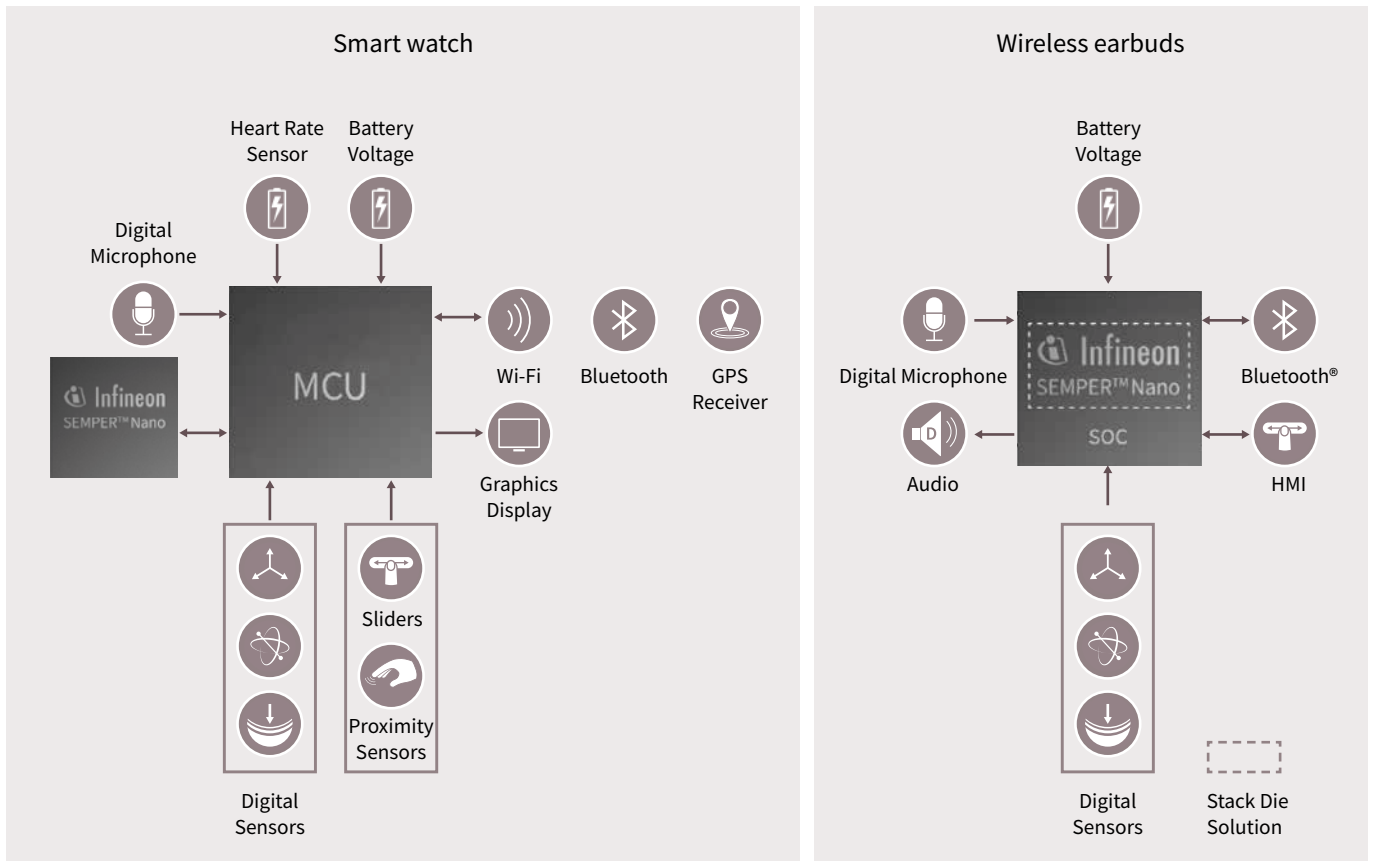 Smart watch
Heart Rate
Sensor
Battery
Voltage
Digital
Microphone
Infineon
SEMPER™ Nano
MCU
Wi-Fi
Bluetooth
GPS
Receiver
Graphics
Display
Sliders
Proximity
Sensors
Digital
Sensors
Wireless earbuds
Battery
Voltage
Digital Microphone
Infineon
SEMPER™ Nano
SOC
Bluetooth®
D
Audio
HMI
Digital
Sensors
Stack Die
Solution